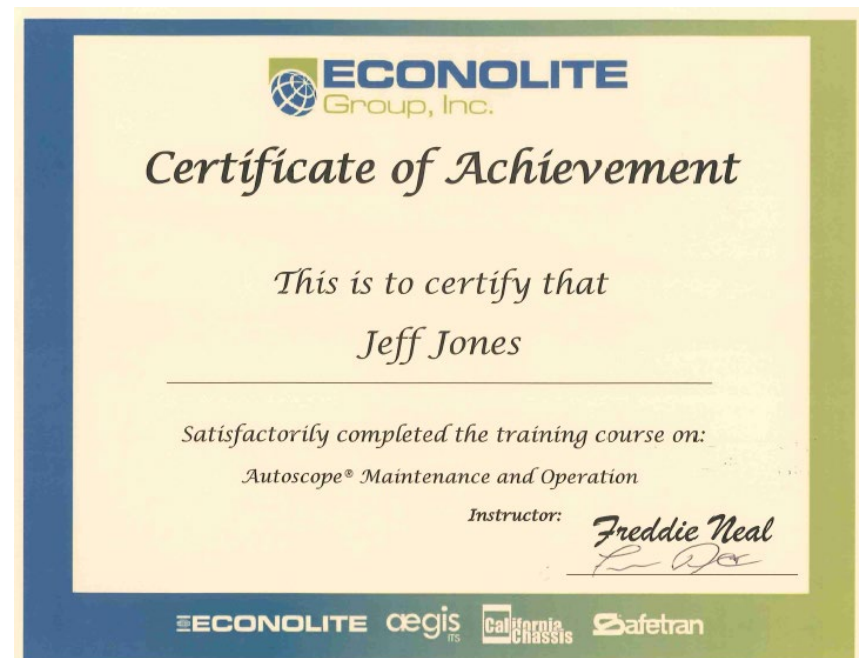 ECONOLITE
Group, Inc.
Certificate of Achievement
This is to certify that
Jeff Jones
Satisfactorily completed the training course on:
Autoscope® Maintenance and Operation
Instructor:
Freddie Neal
ECONOLITE aegis ITS California Chassis Safetran